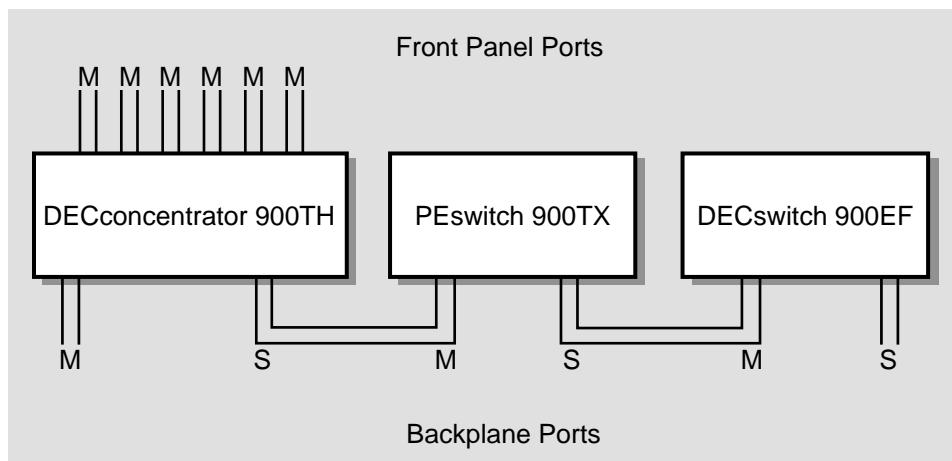 Front Panel Ports
M M M M M M
DECconcentrator 900TH PEswitch 900TX DECswitch 900EF
M S M S M S
Backplane Ports